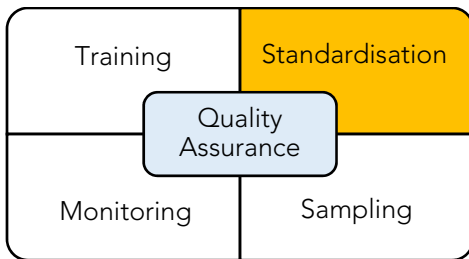 Training
Standardisation
Quality
Assurance
Monitoring
Sampling